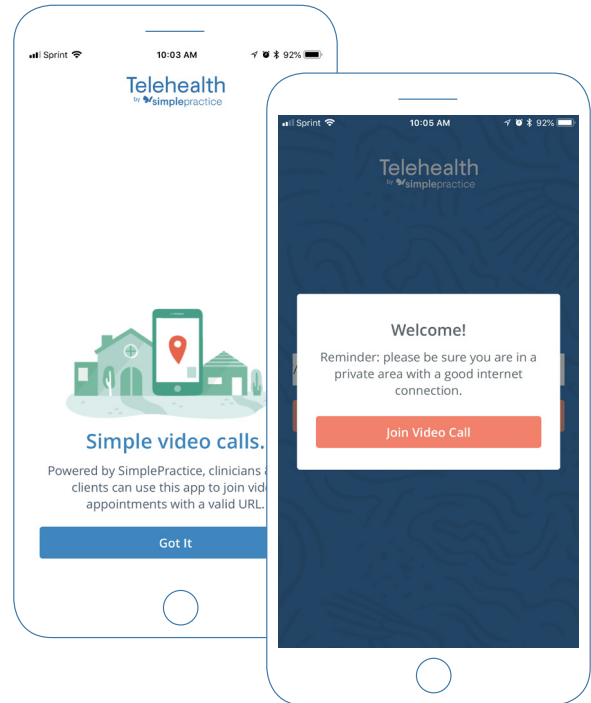 Sprint 10:03 AM 92%
Telehealth
by simplepractice
Simple video calls.
Powered by SimplePractice, clinicians
clients can use this app to join
appointments with a valid URL.
Got It
Sprint 10:05 AM 92%
Telehealth
by simplepractice
Welcome!
Reminder: please be sure you are in a
private area with a good internet
connection.
Join Video Call